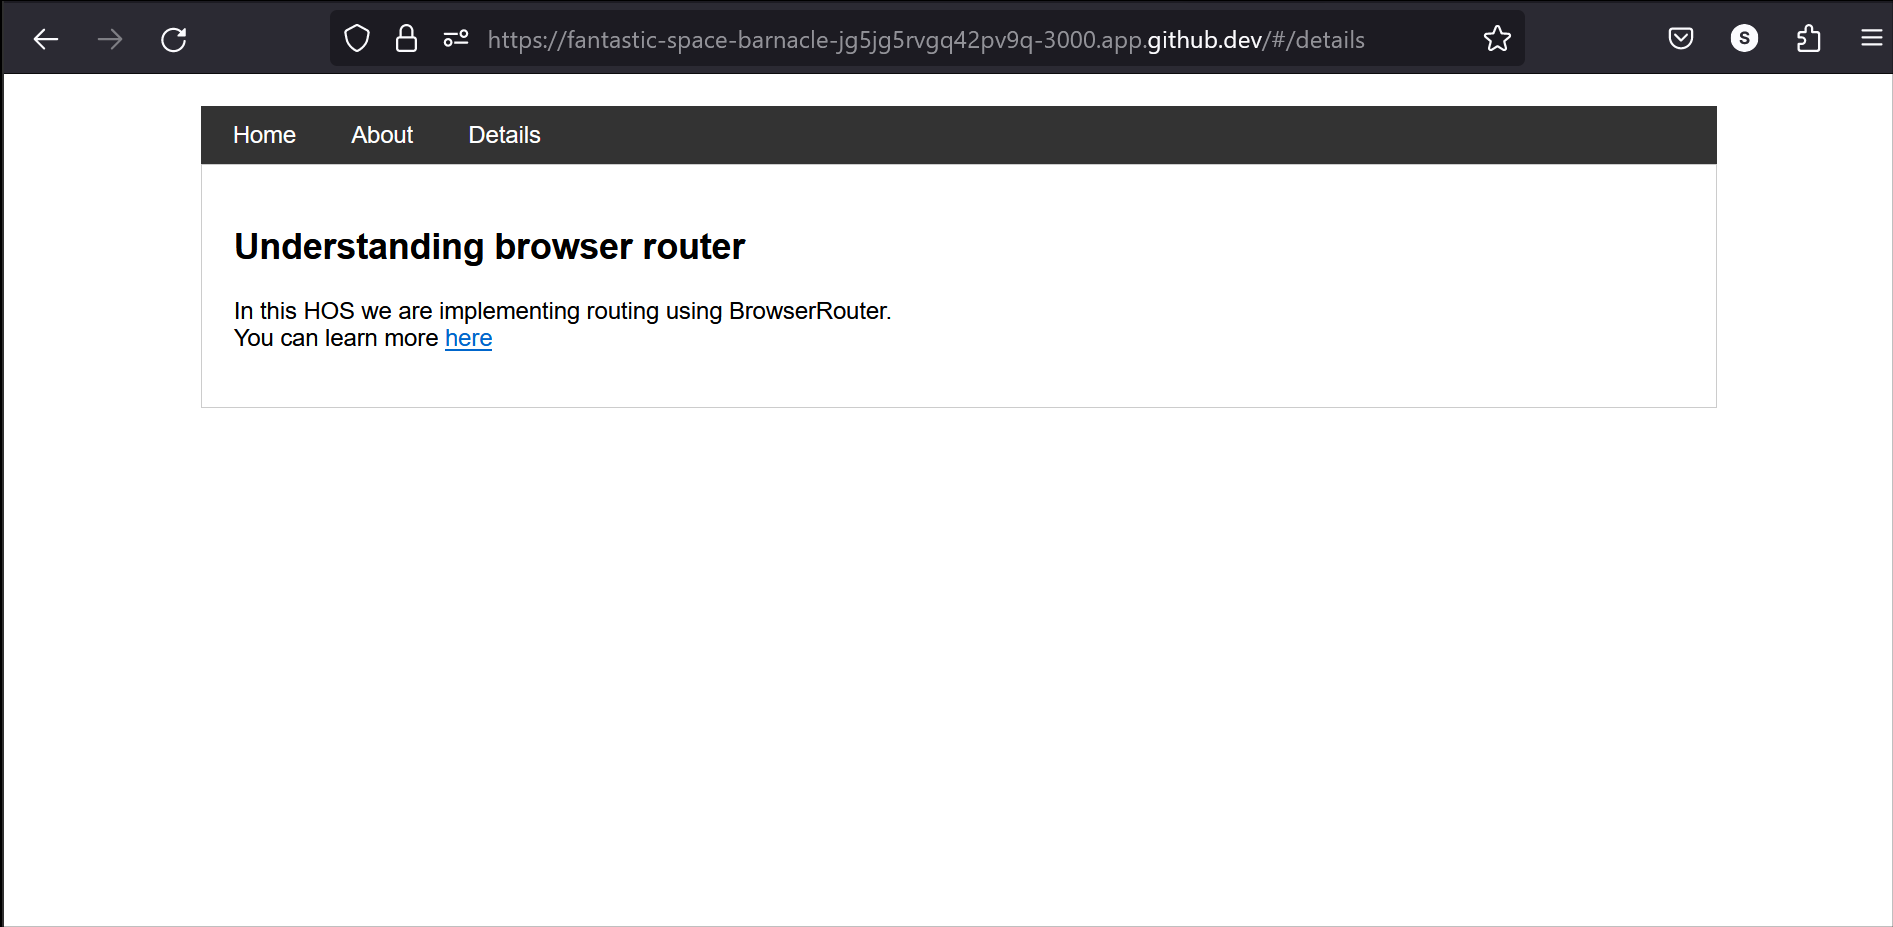 https://fantastic-space-barnacle-jg5jg5rvgq42pv9q-3000.app.github.dev/#/details
S
Home About Details
Understanding browser router
In this HOS we are implementing routing using BrowserRouter.
You can learn more here